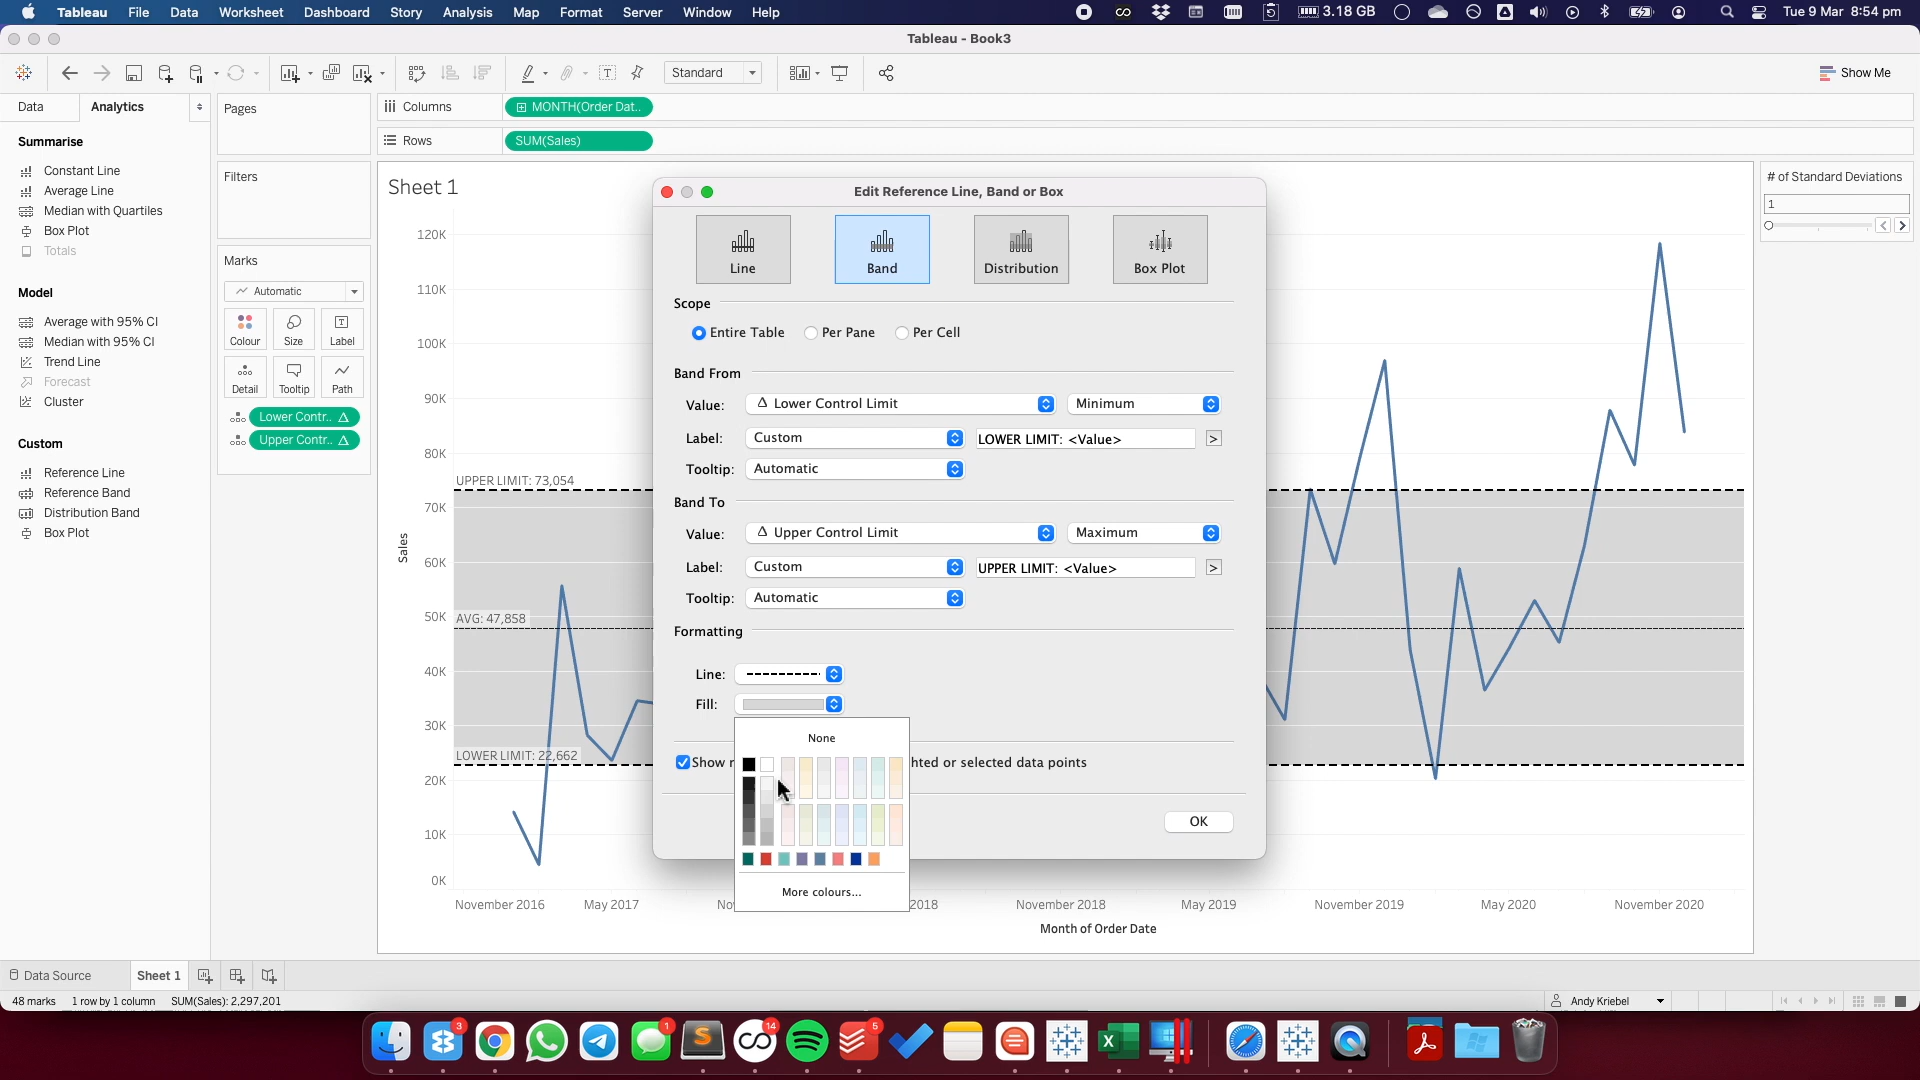 Tableau File Data Worksheet Dashboard Story Analysis Map Format Server Window Help 3.18 GB Tue 9 Mar 8:54 pm
Tableau - Book3
Standard Show Me
Data Analytics
Summarise
Constant Line
Average Line
Median with Quartiles
Box Plot
Totals
Model
Average with 95% CI
Median with 95% CI
Trend Line
Forecast
Cluster
Custom
Reference Line
Reference Band
Distribution Band
Box Plot
Pages
Filters
Marks
Automatic
Colour Size Label
Detail Tooltip Path
Lower Contr..
Upper Contr..
Columns MONTH(Order Dat..
Rows SUM(Sales)
Sheet 1
120K
110K
100K
90K
80K
70K
60K
50K
40K
30K
20K
10K
0K
Sales
UPPER LIMIT: 73,054
AVG: 47,858
LOWER LIMIT: 22,662
November 2016 May 2017 No 2018 November 2018 May 2019 November 2019 May 2020 November 2020
Month of Order Date
Edit Reference Line, Band or Box
Line Band Distribution Box Plot
Scope
Entire Table Per Pane Per Cell
Band From
Value: Δ Lower Control Limit Minimum
Label: Custom LOWER LIMIT: <Value> >
Tooltip: Automatic
Band To
Value: Δ Upper Control Limit Maximum
Label: Custom UPPER LIMIT: <Value> >
Tooltip: Automatic
Formatting
Line:
Fill:
None
Show r hted or selected data points
OK
More colours...
# of Standard Deviations
1
Data Source Sheet 1
48 marks 1 row by 1 column SUM(Sales): 2,297,201 Andy Kriebel
3 1 14 5